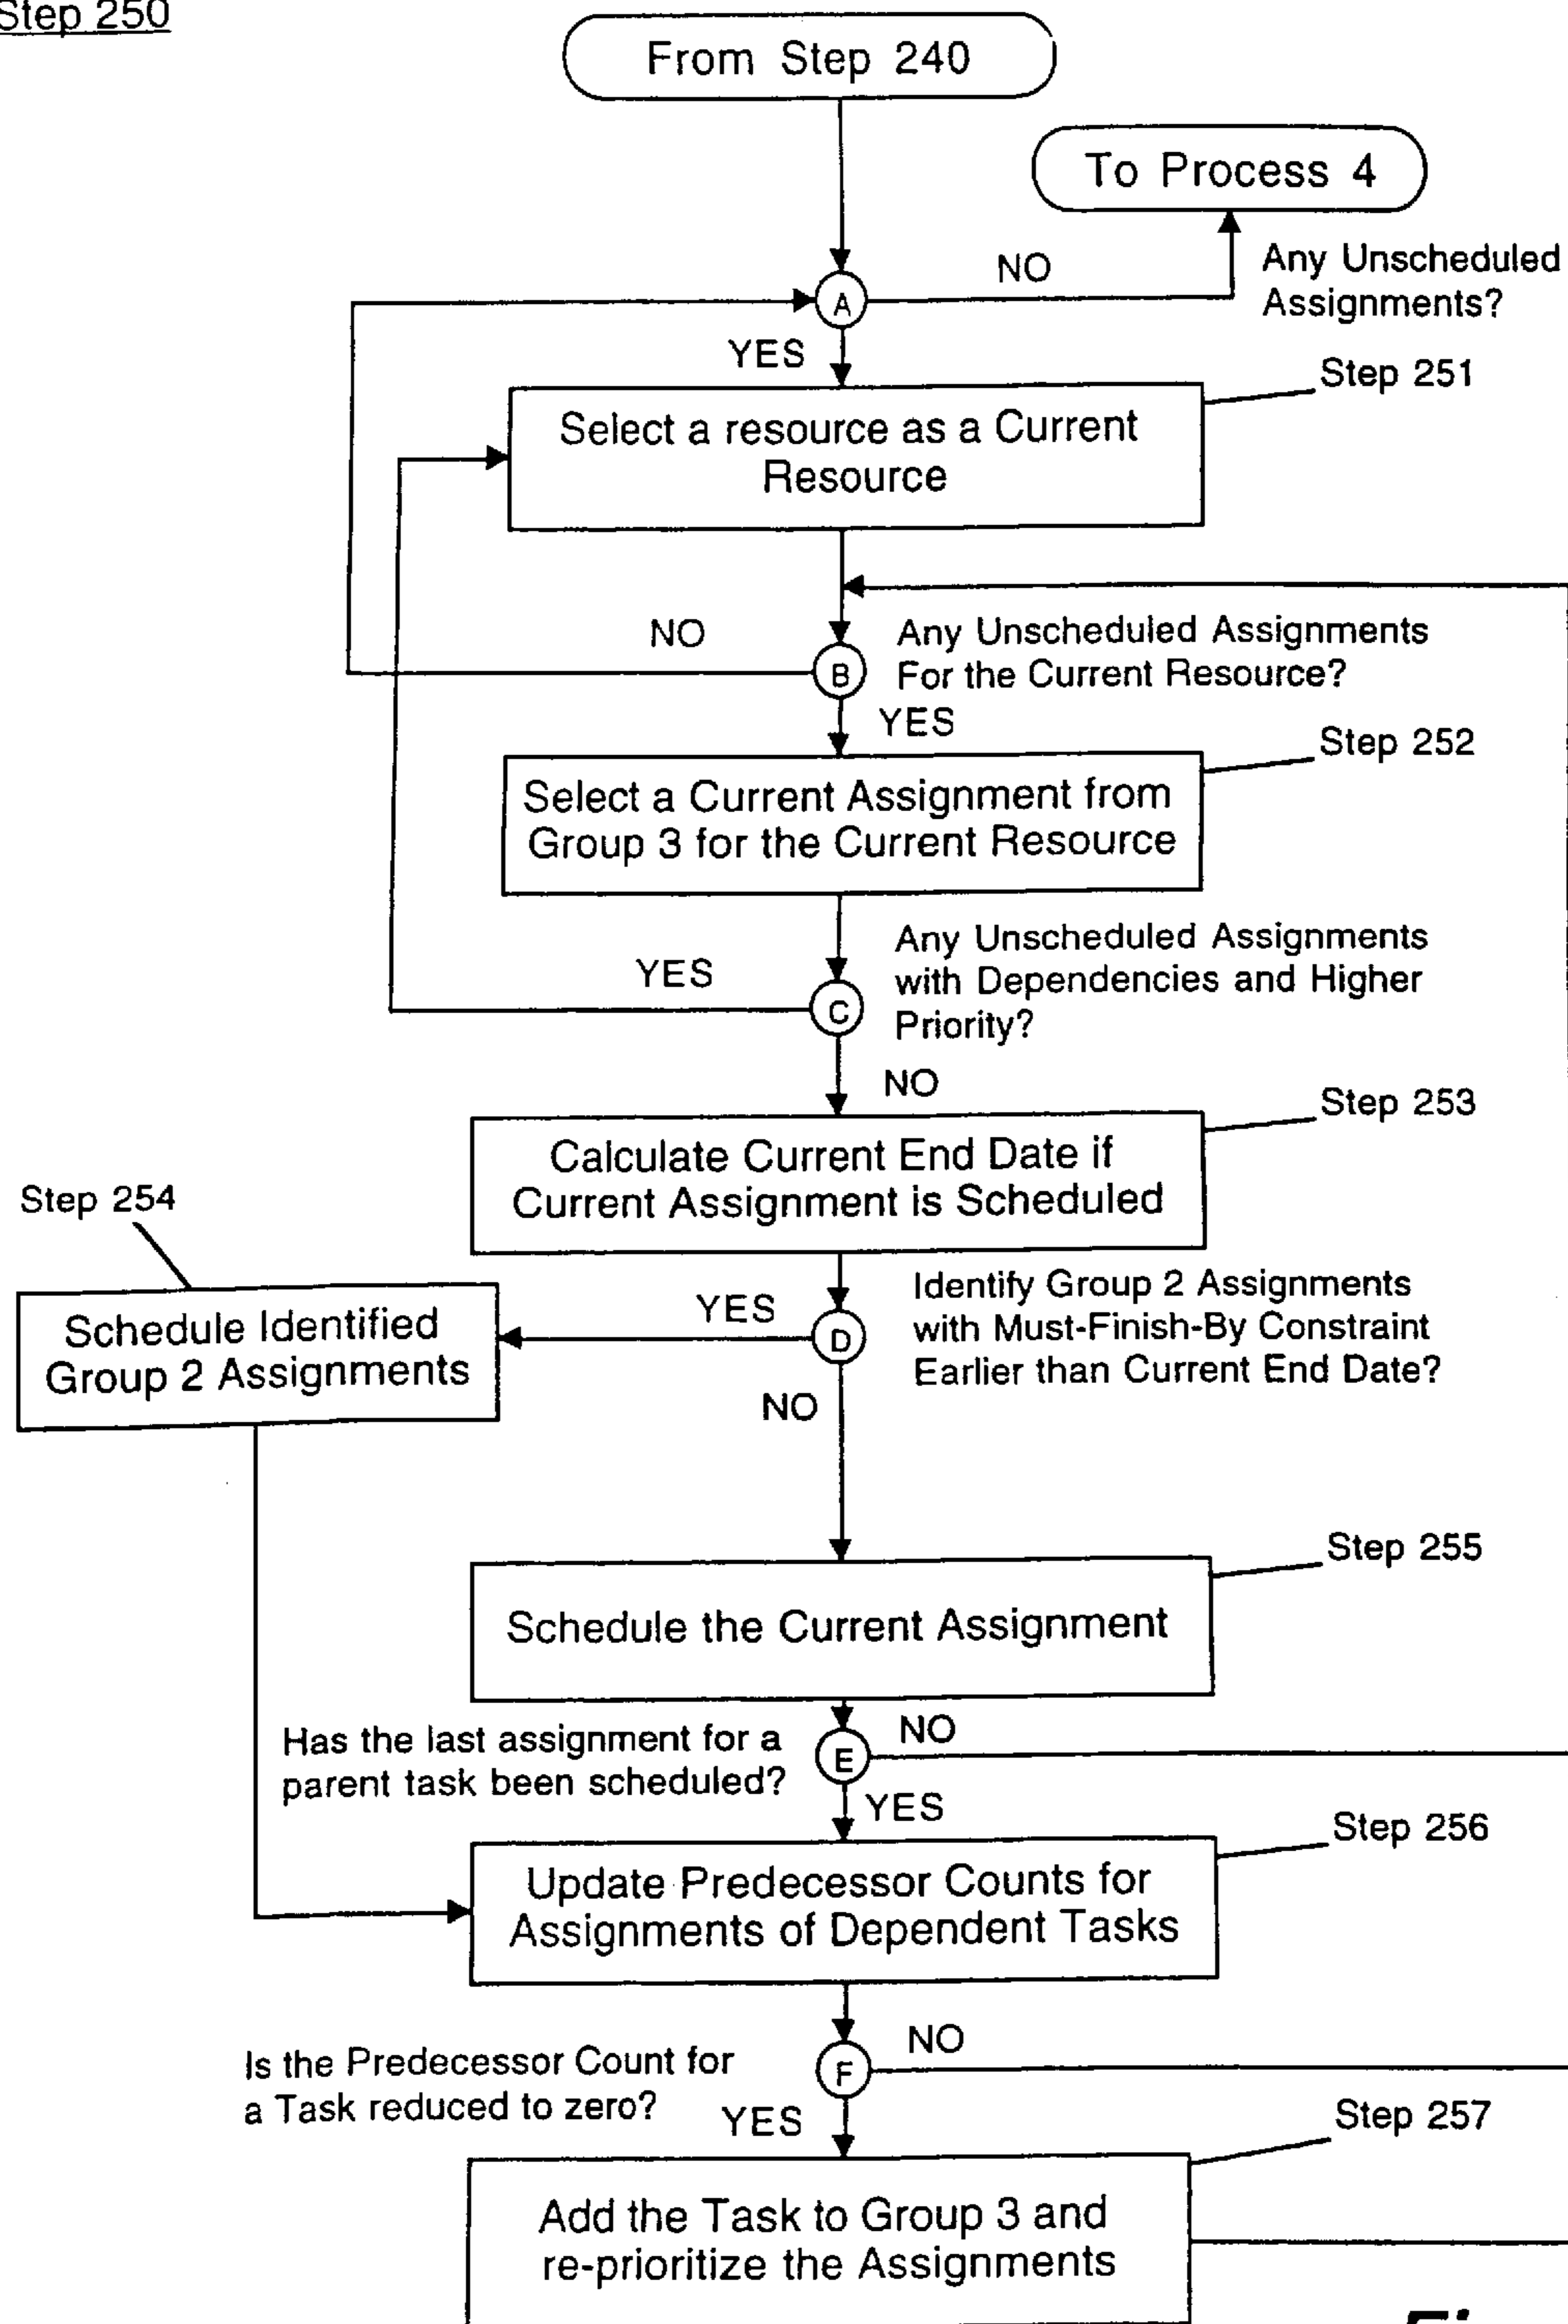 Step 250
From Step 240
To Process 4
NO
Any Unscheduled
Assignments?
A
YES
Step 251
Select a resource as a Current
Resource
NO
Any Unscheduled Assignments
For the Current Resource?
B
YES
Step 252
Select a Current Assignment from
Group 3 for the Current Resource
YES
Any Unscheduled Assignments
with Dependencies and Higher
Priority?
C
NO
Step 253
Calculate Current End Date if
Current Assignment is Scheduled
Step 254
Schedule Identified
Group 2 Assignments
YES
D
Identify Group 2 Assignments
with Must-Finish-By Constraint
Earlier than Current End Date?
NO
Step 255
Schedule the Current Assignment
Has the last assignment for a
parent task been scheduled?
E
NO
YES
Step 256
Update Predecessor Counts for
Assignments of Dependent Tasks
Is the Predecessor Count for
a Task reduced to zero?
F
NO
YES
Step 257
Add the Task to Group 3 and
re-prioritize the Assignments